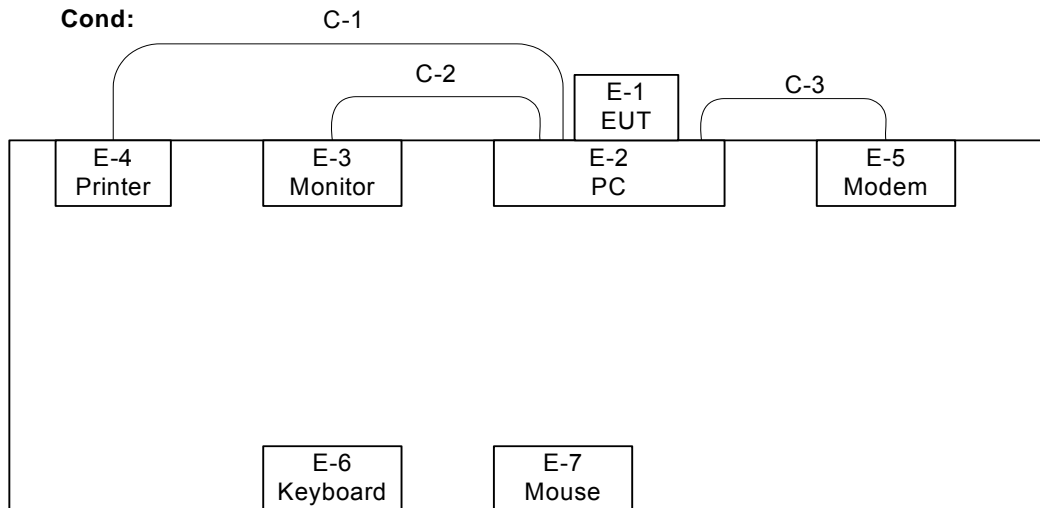 Cond:
C-1
C-2
C-3
E-1
EUT
E-4
Printer
E-3
Monitor
E-2
PC
E-5
Modem
E-6
Keyboard
E-7
Mouse